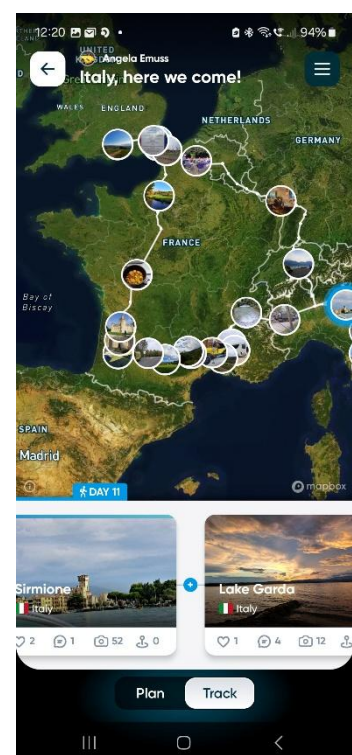 12:20
94%
UNITED
Angela Emuss
Italy, here we come!
WALES
ENGLAND
NETHERLANDS
GERMANY
FRANCE
Bay of
Biscay
SPAIN
Madrid
mapbox
DAY 11
Sirmione
Italy
2 1 52 0
Lake Garda
Italy
1 4 12
Plan
Track